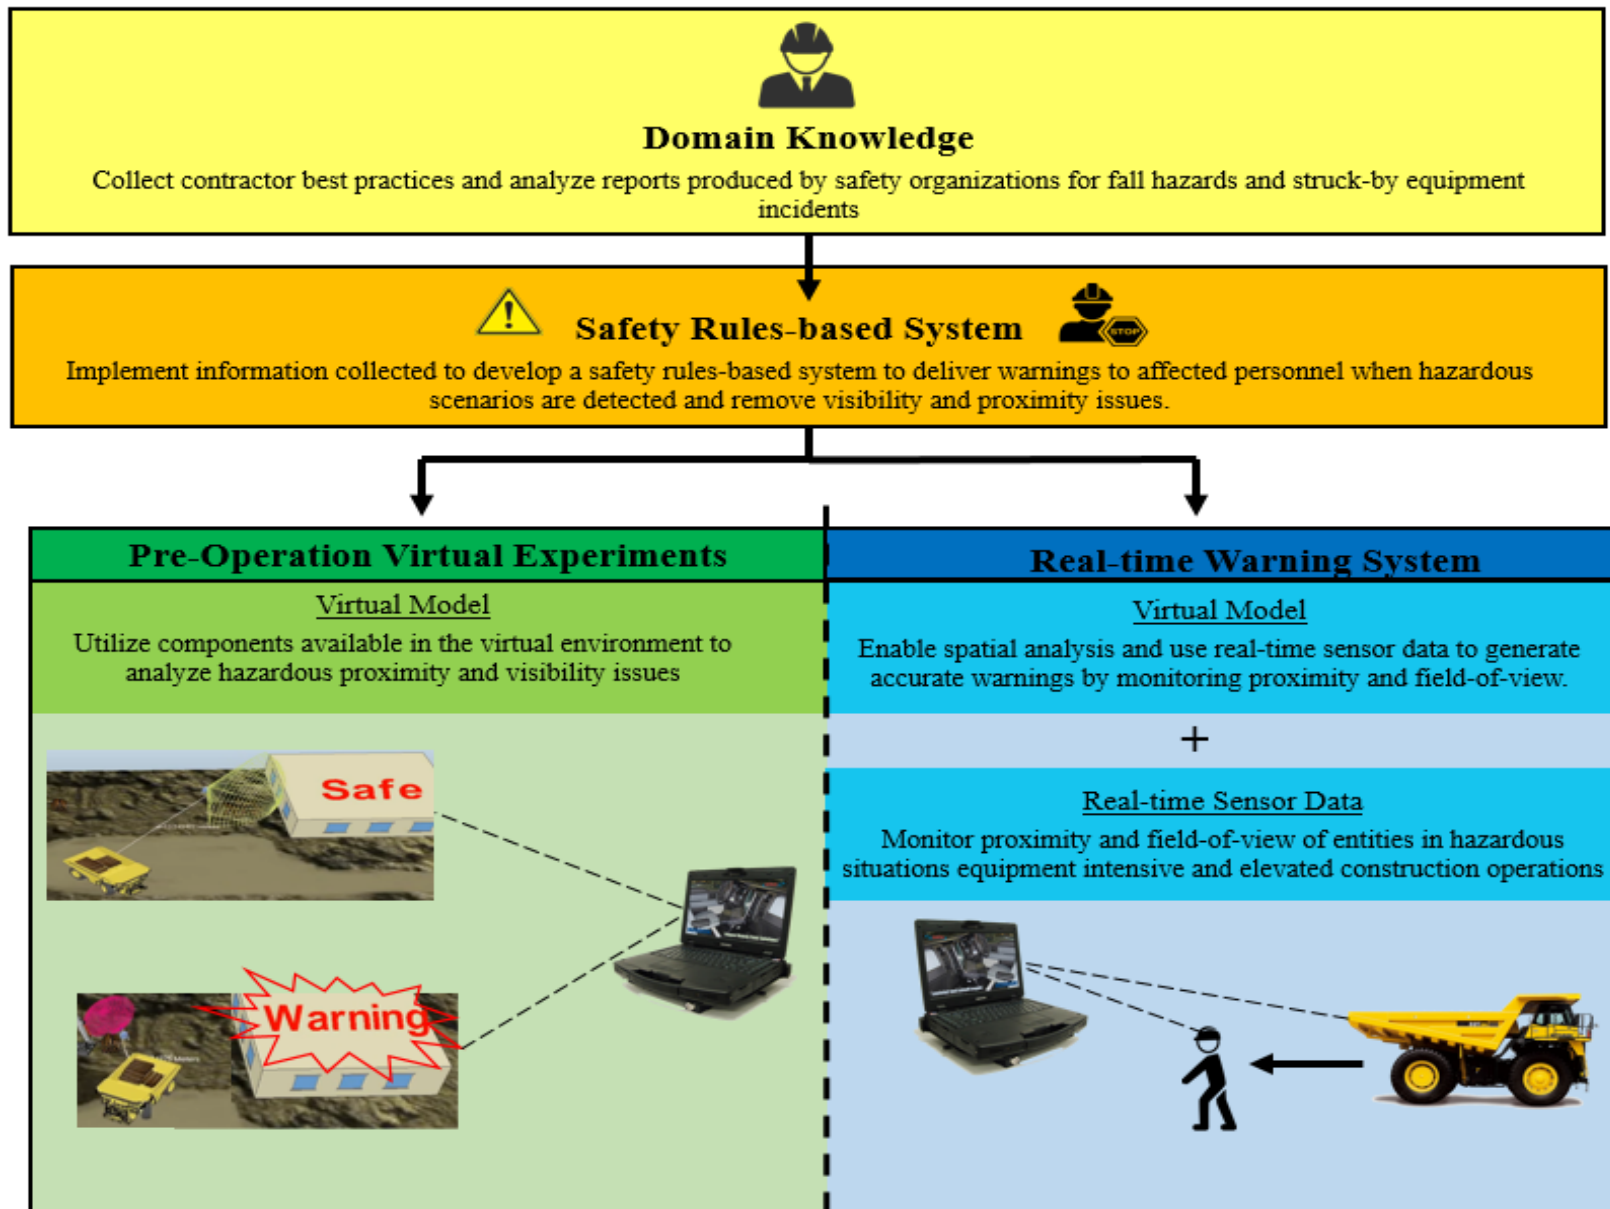 Domain Knowledge
Collect contractor best practices and analyze reports produced by safety organizations for fall hazards and struck-by equipment
incidents
Safety Rules-based System
STOP
Implement information collected to develop a safety rules-based system to deliver warnings to affected personnel when hazardous
scenarios are detected and remove visibility and proximity issues.
Pre-Operation Virtual Experiments
Virtual Model
Utilize components available in the virtual environment to
analyze hazardous proximity and visibility issues
Safe
Warning
Real-time Warning System
Virtual Model
Enable spatial analysis and use real-time sensor data to generate
accurate warnings by monitoring proximity and field-of-view.
+
Real-time Sensor Data
Monitor proximity and field-of-view of entities in hazardous
situations equipment intensive and elevated construction operations